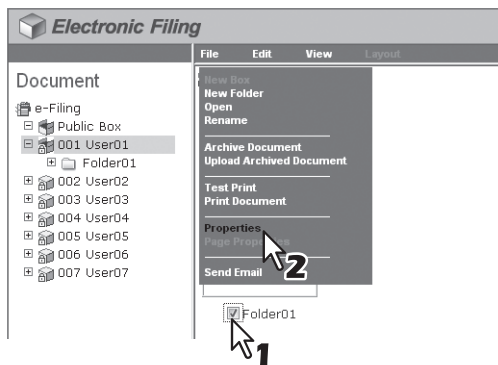 Electronic Filing
File Edit View Layout
Document
e-Filing
Public Box
001 User01
Folder01
002 User02
003 User03
004 User04
005 User05
006 User06
007 User07
New Box
New Folder
Open
Rename
Archive Document
Upload Archived Document
Test Print
Print Document
Properties
Page Properties
Send Email
2
Folder01
1